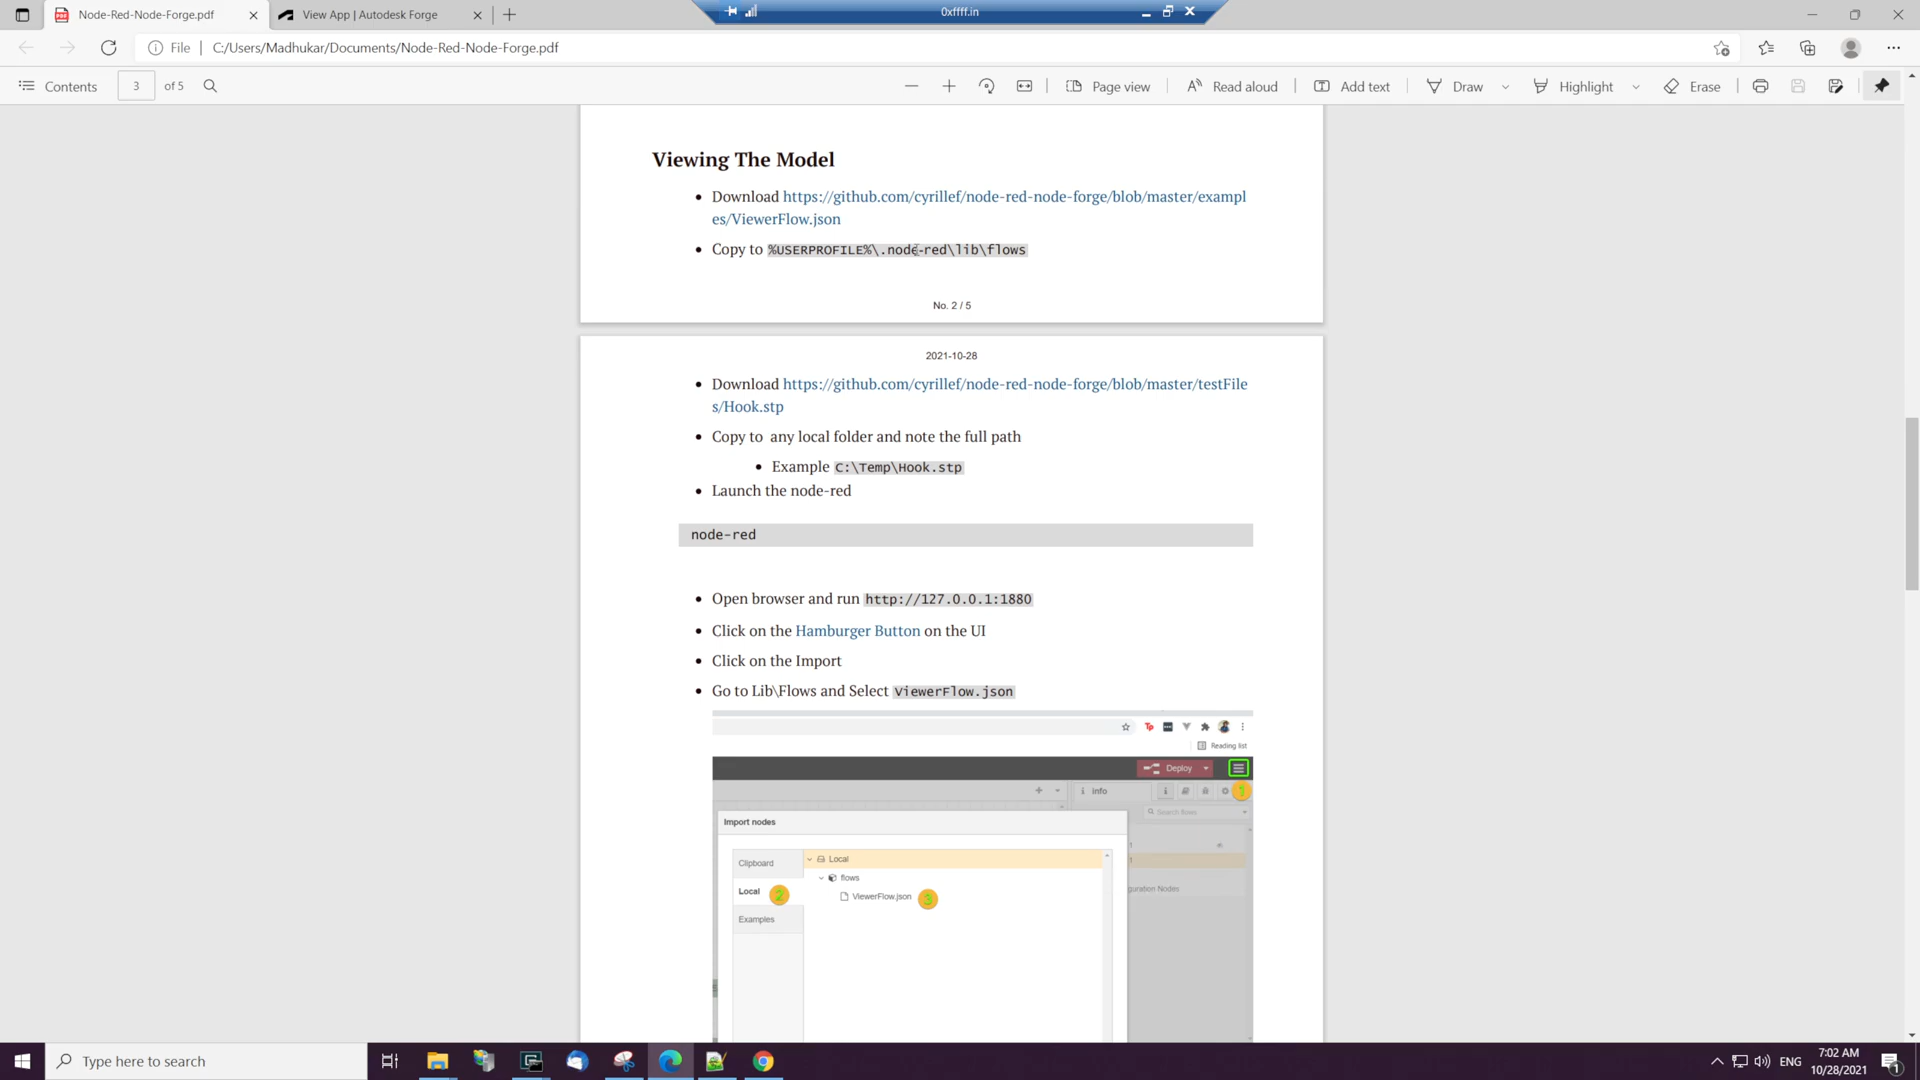 Node-Red-Node-Forge.pdf
View App | Autodesk Forge
0xffff.in
File
C:/Users/Madhukar/Documents/Node-Red-Node-Forge.pdf
Contents
3
of 5
Page view
Read aloud
Add text
Draw
Highlight
Erase
Viewing The Model
• Download https://github.com/cyrillef/node-red-node-forge/blob/master/exampl
es/ViewerFlow.json
• Copy to %USERPROFILE%\.node-red\lib\flows
No. 2 / 5
2021-10-28
• Download https://github.com/cyrillef/node-red-node-forge/blob/master/testFile
s/Hook.stp
• Copy to any local folder and note the full path
• Example C:\Temp\Hook.stp
• Launch the node-red
node-red
• Open browser and run http://127.0.0.1:1880
• Click on the Hamburger Button on the UI
• Click on the Import
• Go to Lib\Flows and Select ViewerFlow.json
Reading list
Deploy
i info
Search flows
Import nodes
Clipboard
Local
Local
2
flows
ViewerFlow.json
3
Examples
1
guration Nodes
Type here to search
ENG
7:02 AM
10/28/2021
1